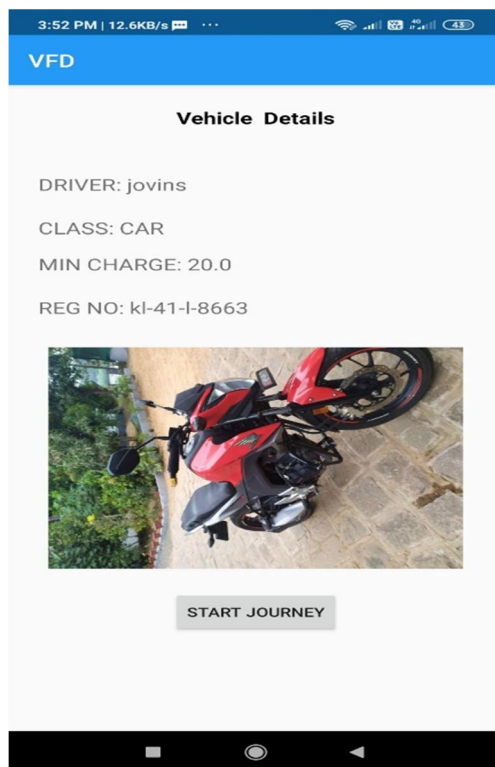 3:52 PM | 12.6KB/s ...
4G
43
VFD
Vehicle Details
DRIVER: jovins
CLASS: CAR
MIN CHARGE: 20.0
REG NO: kl-41-l-8663
START JOURNEY